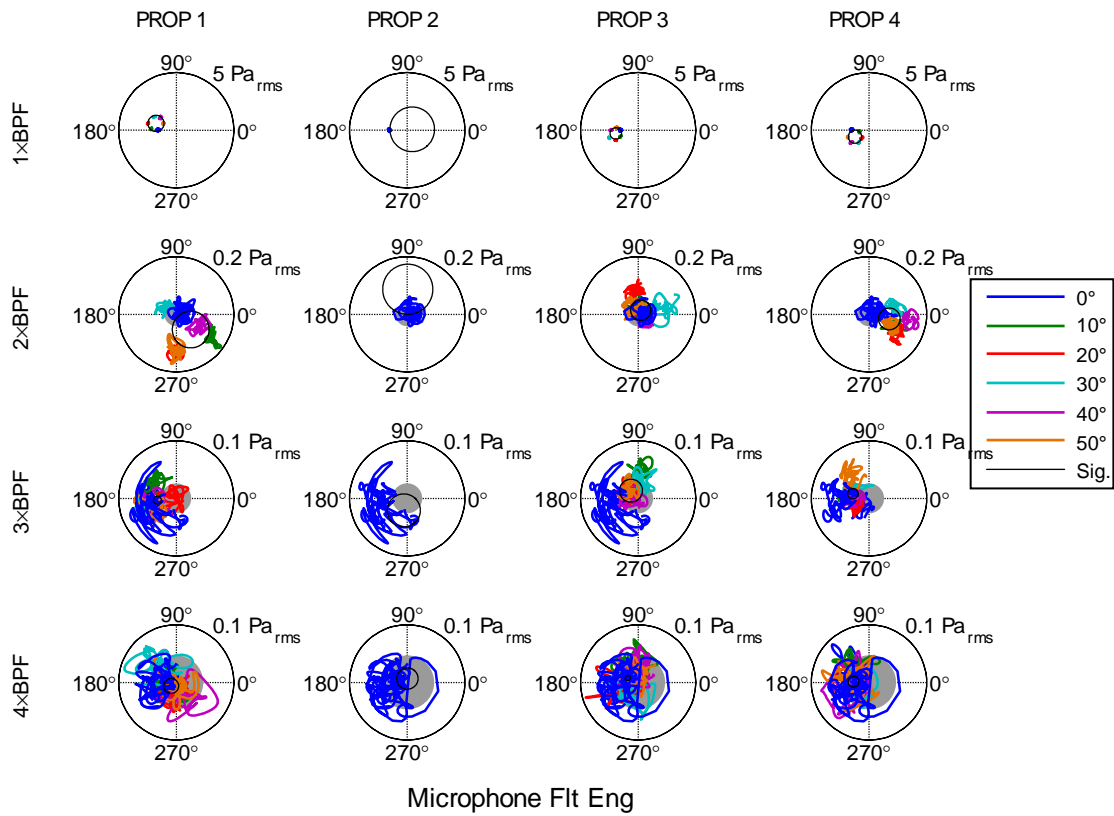 PROP 1 PROP 2 PROP 3 PROP 4
90° 90° 90° 90°
5 Pa rms 5 Pa rms 5 Pa rms 5 Pa rms
1×BPF
180° 0° 180° 0° 180° 0° 180° 0°
270° 270° 270° 270°
90° 90° 90° 90°
0.2 Pa rms 0.2 Pa rms 0.2 Pa rms 0.2 Pa rms
2×BPF
180° 0° 180° 0° 180° 0° 180° 0°
270° 270° 270° 270°
0°
10°
20°
30°
40°
50°
Sig.
90° 90° 90° 90°
0.1 Pa rms 0.1 Pa rms 0.1 Pa rms 0.1 Pa rms
3×BPF
180° 0° 180° 0° 180° 0° 180° 0°
270° 270° 270° 270°
90° 90° 90° 90°
0.1 Pa rms 0.1 Pa rms 0.1 Pa rms 0.1 Pa rms
4×BPF
180° 0° 180° 0° 180° 0° 180° 0°
270° 270° 270° 270°
Microphone Flt Eng